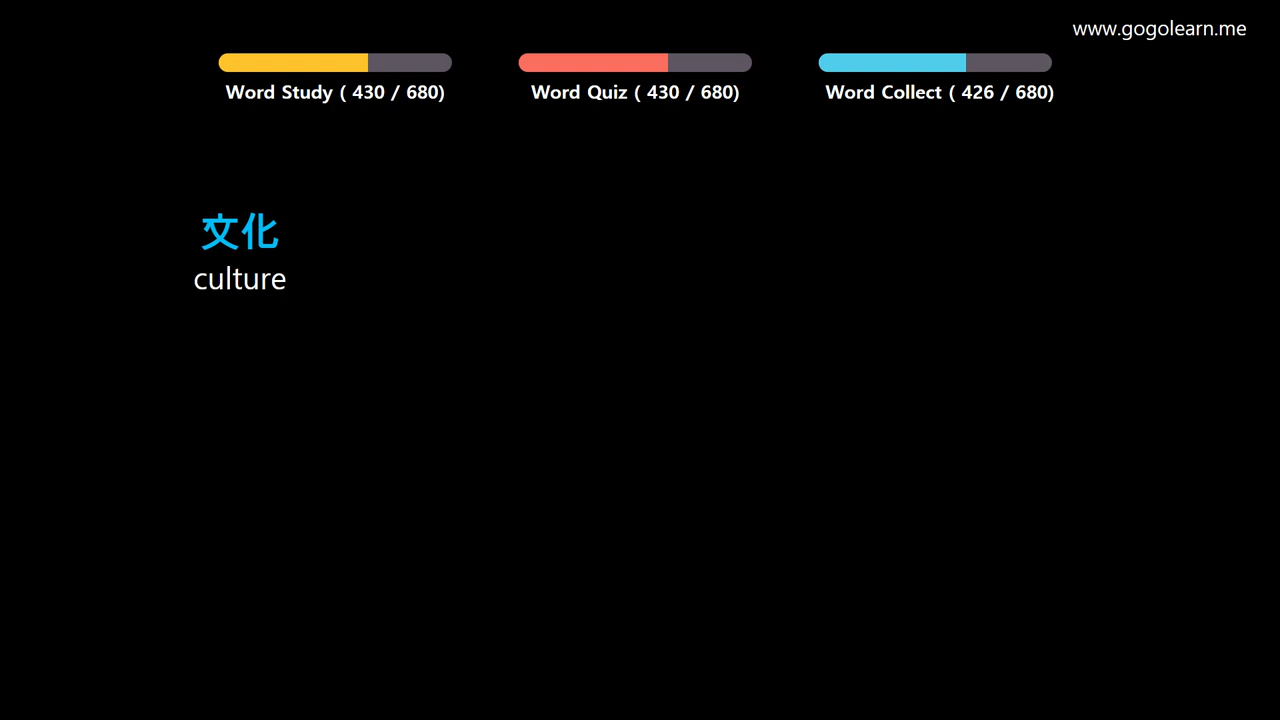 www.gogolearn.me
Word Study ( 430 / 680)
Word Quiz ( 430 / 680)
Word Collect ( 426 / 680)
文化
culture